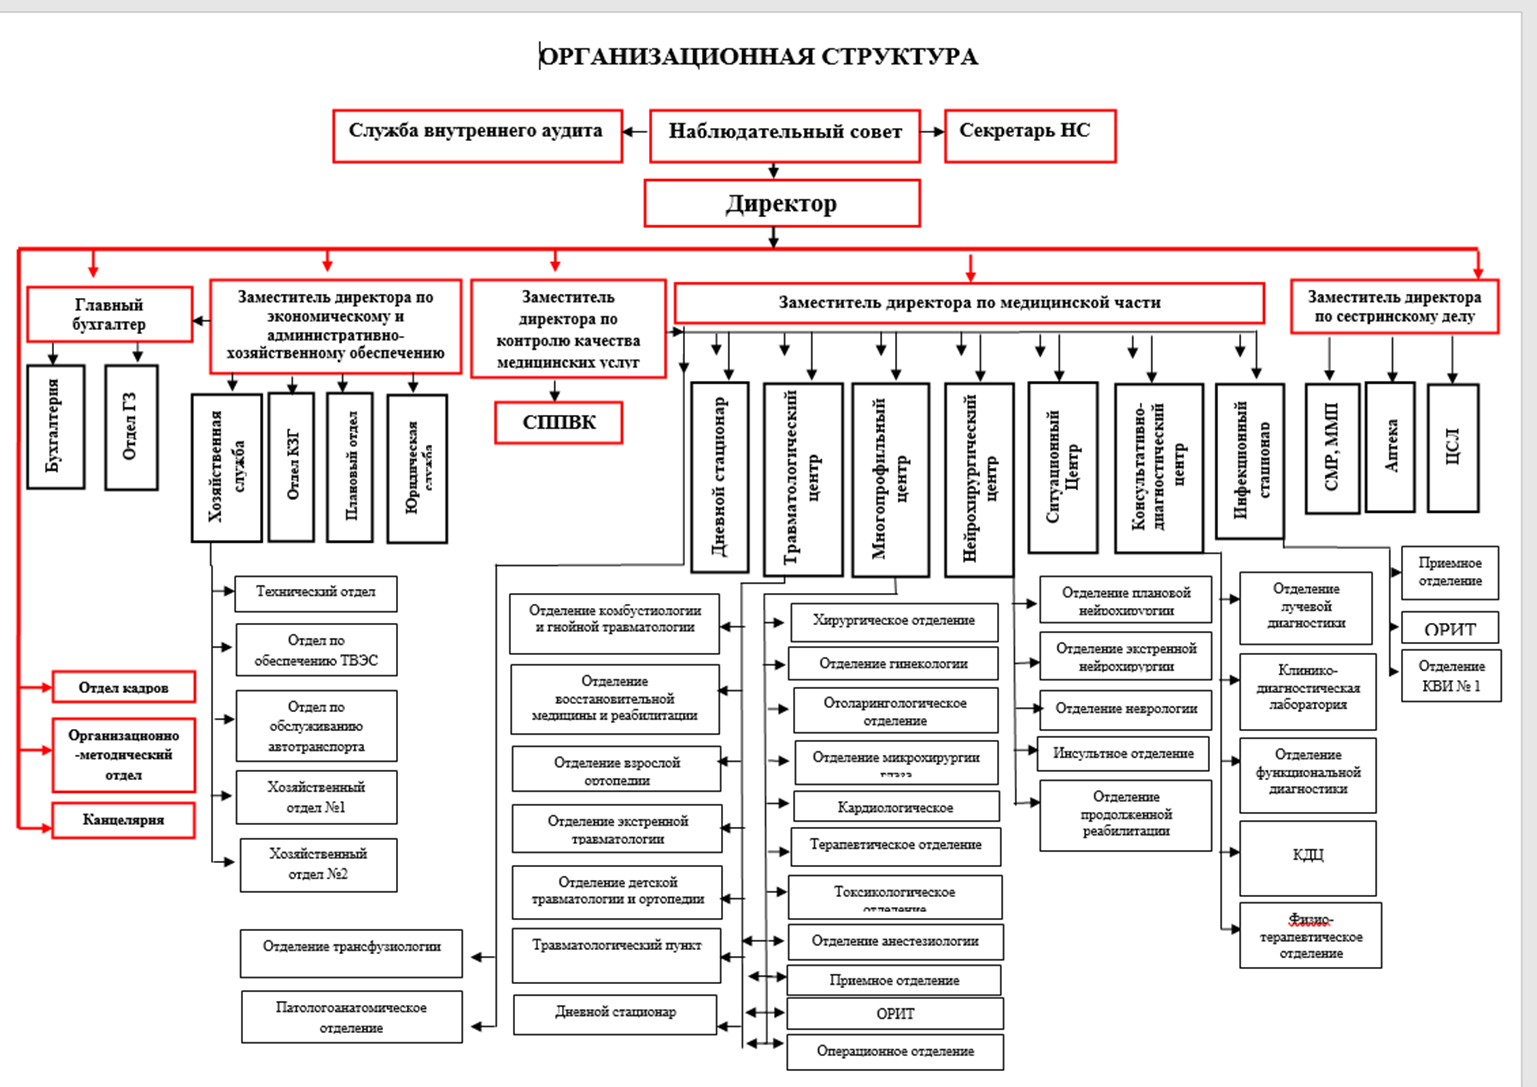 ОРГАНИЗАЦИОННАЯ СТРУКТУРА
Служба внутреннего аудита
Наблюдательный совет
Секретарь НС
Директор
Главный
бухгалтер
Заместитель директора по
экономическому и
административно-
хозяйственному обеспечению
Заместитель
директора по
контролю качества
медицинских услуг
Заместитель директора по медицинской части
Заместитель директора
по сестринскому делу
СППВК
Бухгалтерия
Отдел ГЗ
Хозяйственная
служба
Отдел КЗГ
Плановый отдел
Юридическая
служба
Дневной стационар
Травматологический
центр
Многопрофильный
центр
Нейрохирургический
центр
Ситуационный
Центр
Консультативно-
диагностический
центр
Инфекционный
стационар
СМР, ММП
Аптека
ЦСЛ
Отдел кадров
Организационно
-методический
отдел
Канцелярия
Технический отдел
Отдел по
обеспечению ТВЭС
Отдел по
обслуживанию
автотранспорта
Хозяйственный
отдел №1
Хозяйственный
отдел №2
Отделение трансфузиологии
Патологоанатомическое
отделение
Отделение комбустиологии
и гнойной травматологии
Отделение
восстановительной
медицины и реабилитации
Отделение взрослой
ортопедии
Отделение экстренной
травматологии
Отделение детской
травматологии и ортопедии
Травматологический пункт
Дневной стационар
Хирургическое отделение
Отделение гинекологии
Отоларингологическое
отделение
Отделение микрохирургии
глаза
Кардиологическое
Терапевтическое отделение
Токсикологическое
отделение
Отделение анестезиологии
Приемное отделение
ОРИТ
Операционное отделение
Отделение плановой
нейрохирургии
Отделение экстренной
нейрохирургии
Отделение неврологии
Инсультное отделение
Отделение
продолженной
реабилитации
Отделение
лучевой
диагностики
Клинико-
диагностическая
лаборатория
Отделение
функциональной
диагностики
КДЦ
Физио-
терапевтическое
отделение
Приемное
отделение
ОРИТ
Отделение
КВИ № 1